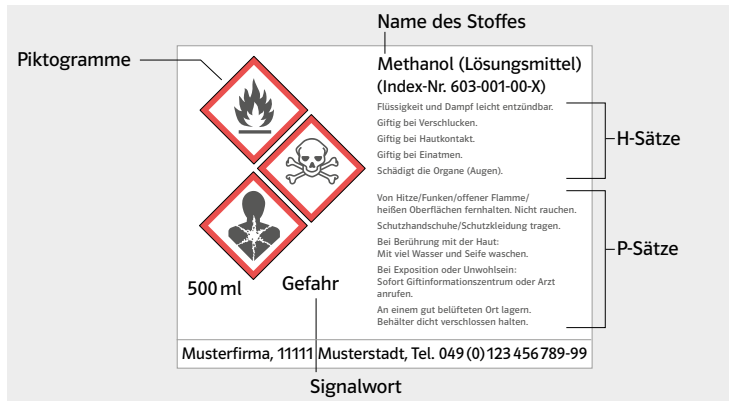 Name des Stoffes
Piktogramme
Methanol (Lösungsmittel)
(Index-Nr. 603-001-00-X)
Flüssigkeit und Dampf leicht entzündbar.
Giftig bei Verschlucken.
Giftig bei Hautkontakt.
Giftig bei Einatmen.
Schädigt die Organe (Augen).
H-Sätze
Von Hitze/Funken/offener Flamme/
heißen Oberflächen fernhalten. Nicht rauchen.
Schutzhandschuhe/Schutzkleidung tragen.
Bei Berührung mit der Haut:
Mit viel Wasser und Seife waschen.
Bei Exposition oder Unwohlsein:
Sofort Giftinformationszentrum oder Arzt
anrufen.
An einem gut belüfteten Ort lagern.
Behälter dicht verschlossen halten.
P-Sätze
500 ml
Gefahr
Musterfirma, 11111 Musterstadt, Tel. 049 (0) 123 456 789-99
Signalwort